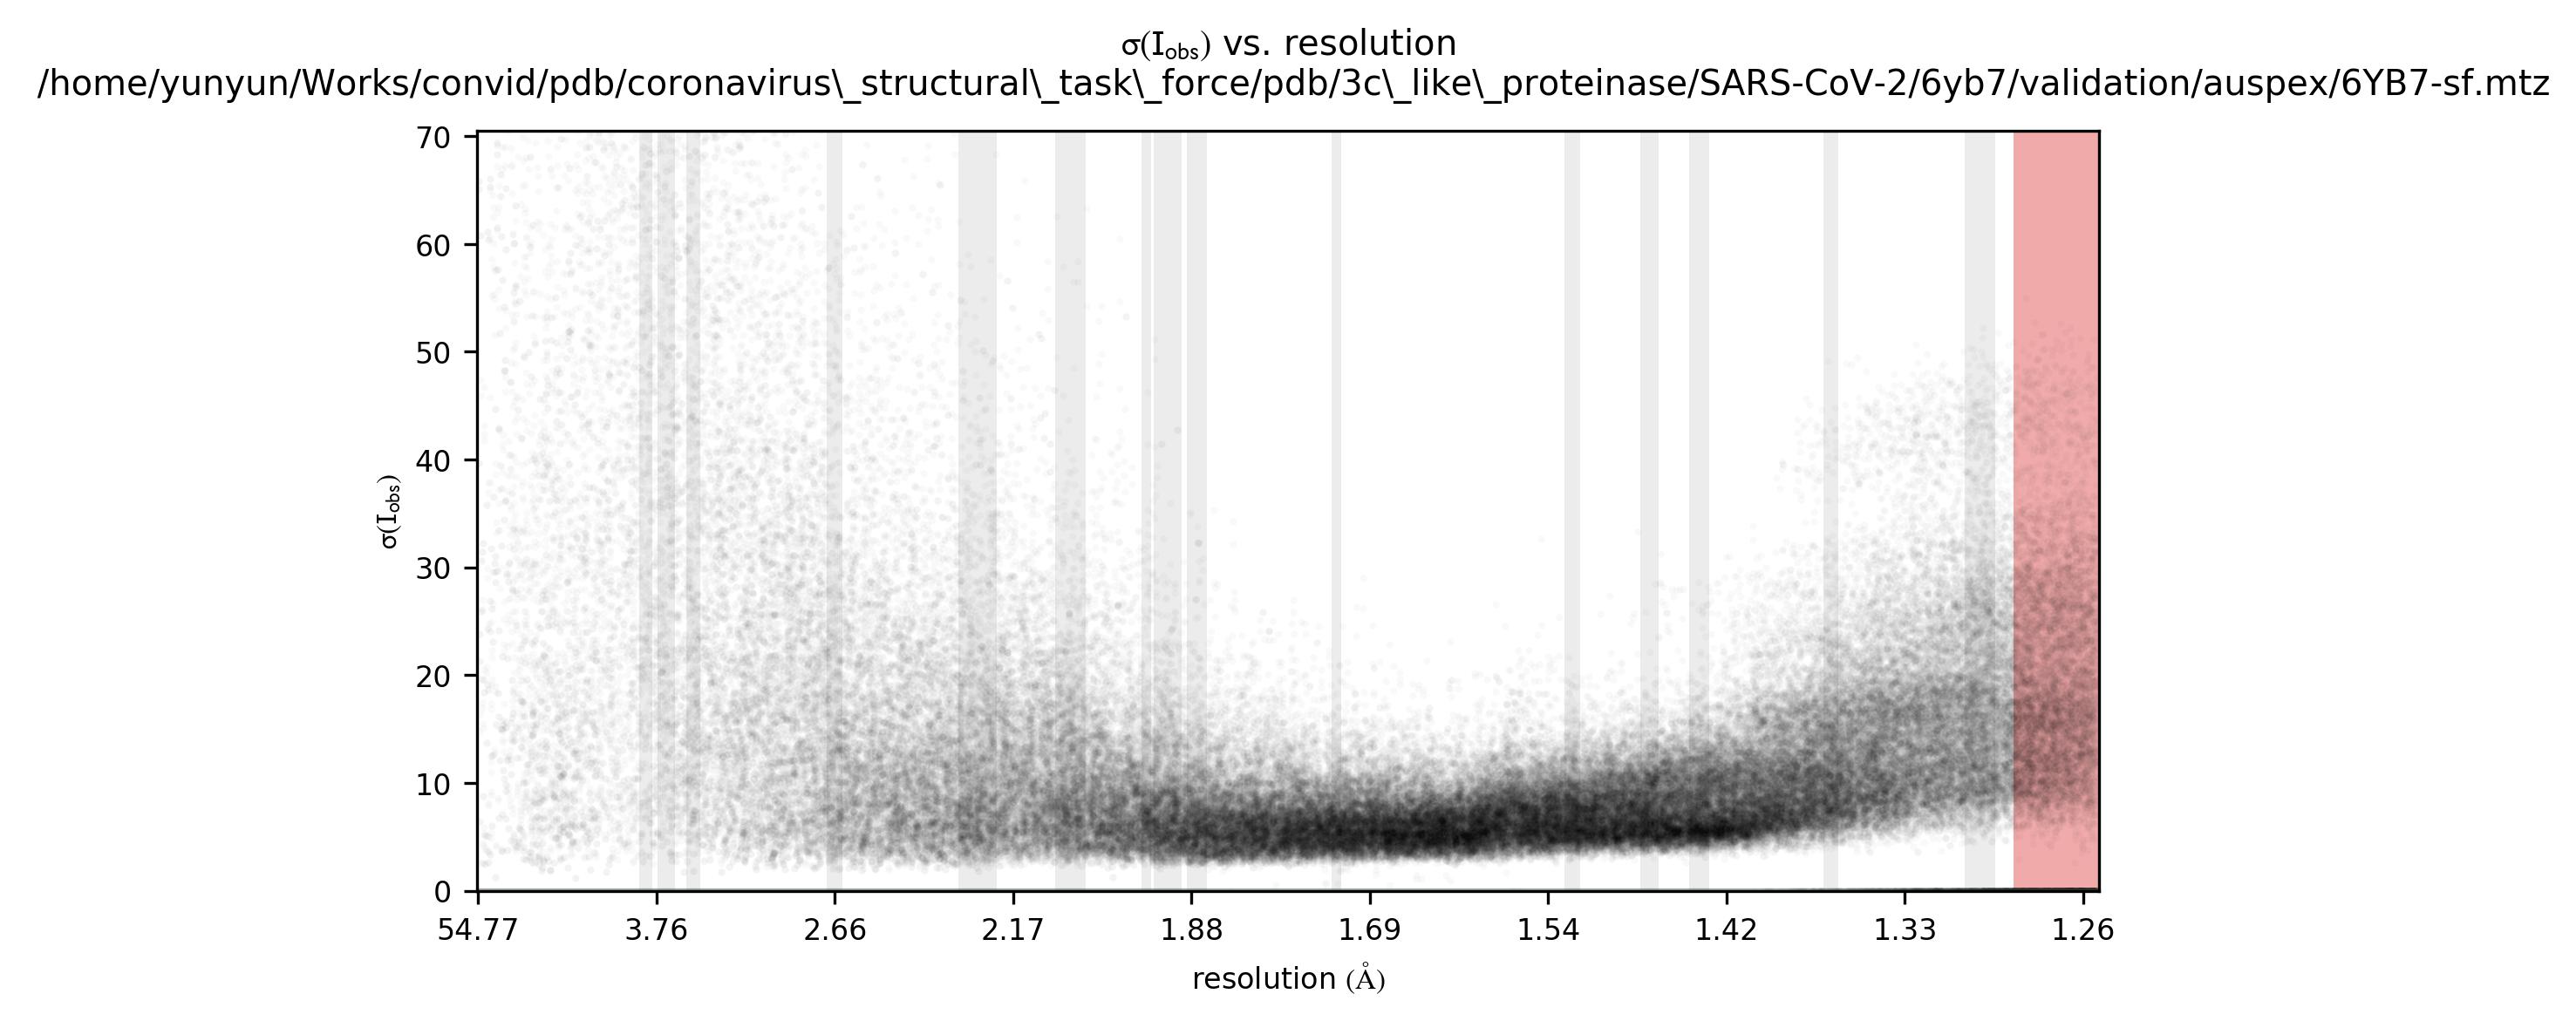 σ(I_obs) vs. resolution
/home/yunyun/Works/convid/pdb/coronavirus\_structural\_task\_force/pdb/3c\_like\_proteinase/SARS-CoV-2/6yb7/validation/auspex/6YB7-sf.mtz
70
60
50
40
30
20
10
0
σ(I_obs)
54.77 3.76 2.66 2.17 1.88 1.69 1.54 1.42 1.33 1.26
resolution (Å)